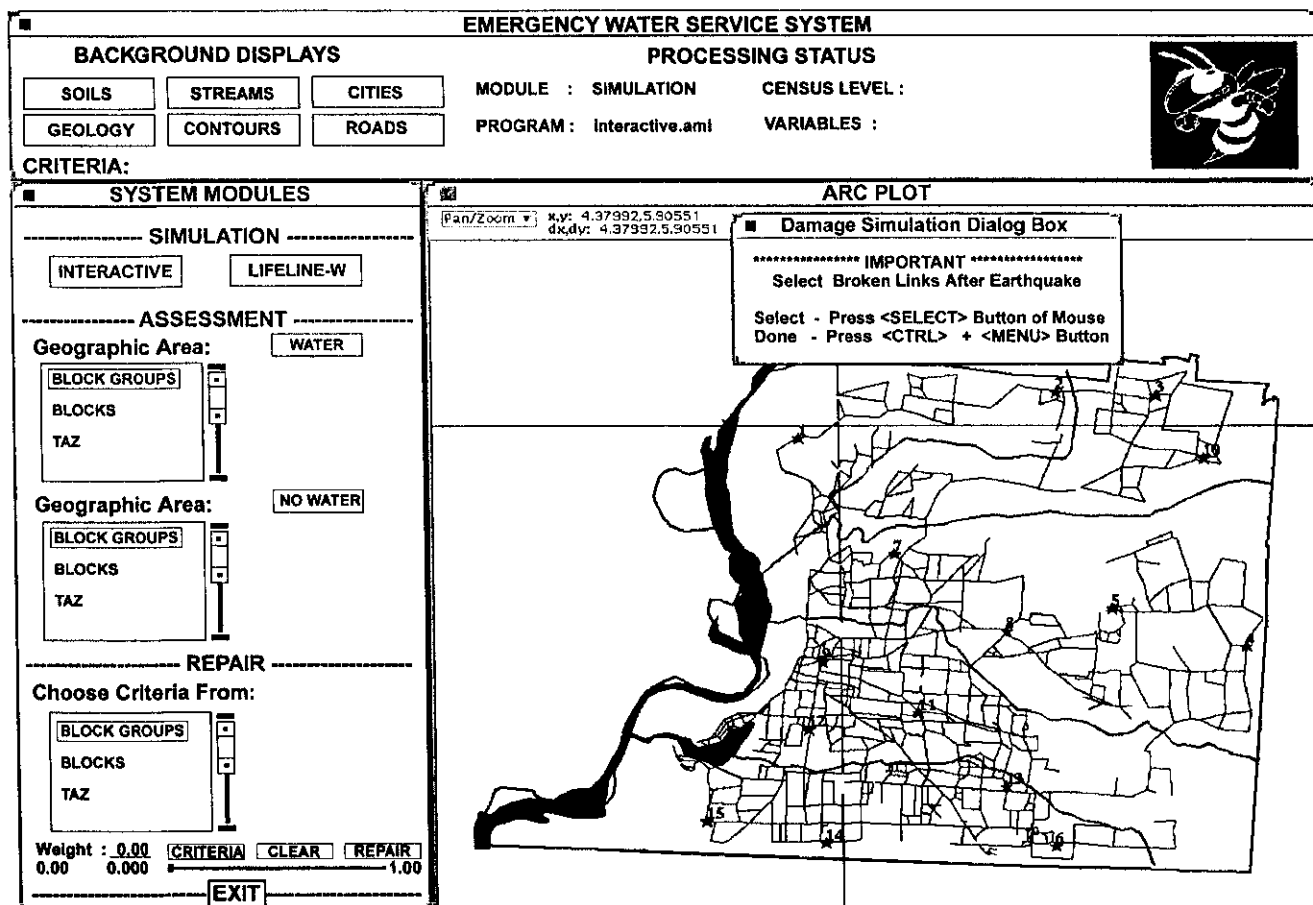 EMERGENCY WATER SERVICE SYSTEM
BACKGROUND DISPLAYS
SOILS STREAMS CITIES
GEOLOGY CONTOURS ROADS
CRITERIA:
PROCESSING STATUS
MODULE : SIMULATION CENSUS LEVEL :
PROGRAM : interactive.aml VARIABLES :
SYSTEM MODULES
SIMULATION
INTERACTIVE LIFELINE-W
ASSESSMENT
Geographic Area: WATER
BLOCK GROUPS
BLOCKS
TAZ
Geographic Area: NO WATER
BLOCK GROUPS
BLOCKS
TAZ
REPAIR
Choose Criteria From:
BLOCK GROUPS
BLOCKS
TAZ
Weight : 0.00 CRITERIA CLEAR REPAIR
0.00 0.000 1.00
EXIT
ARC PLOT
Pan/Zoom x,y: 4.37992,5.90551
dx,dy: 4.37992,5.90551
Damage Simulation Dialog Box
**************** IMPORTANT *****************
Select Broken Links After Earthquake
Select - Press <SELECT> Button of Mouse
Done - Press <CTRL> + <MENU> Button
1
2
3
10
7
5
8
4
9
11
12
13
15
14
16